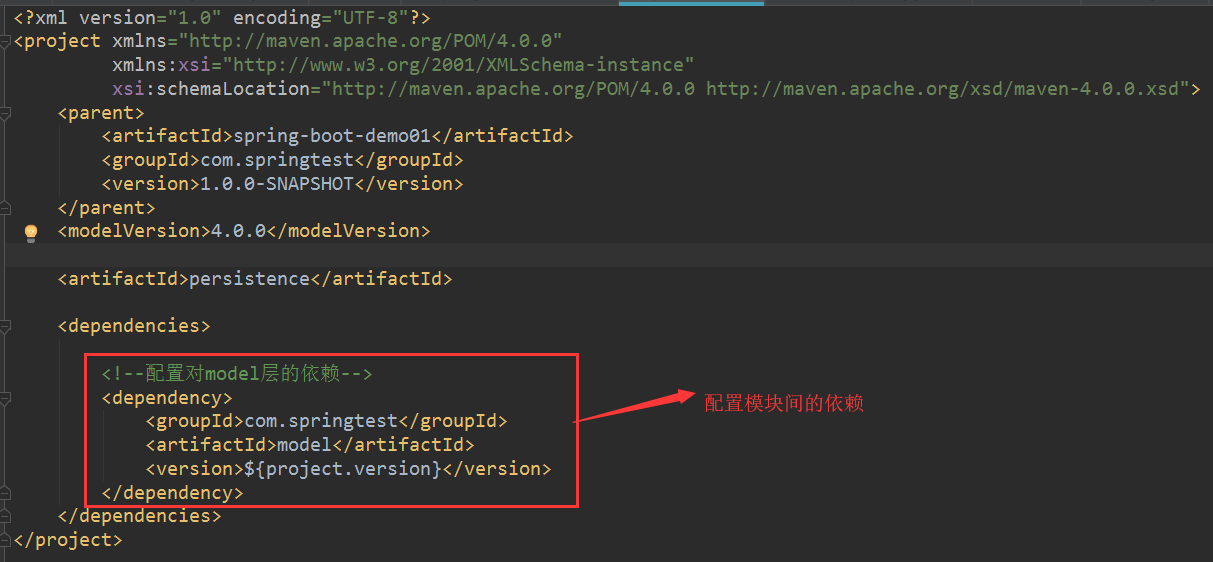 <?xml version="1.0" encoding="UTF-8"?>
<project xmlns="http://maven.apache.org/POM/4.0.0"
         xmlns:xsi="http://www.w3.org/2001/XMLSchema-instance"
         xsi:schemaLocation="http://maven.apache.org/POM/4.0.0 http://maven.apache.org/xsd/maven-4.0.0.xsd">
    <parent>
        <artifactId>spring-boot-demo01</artifactId>
        <groupId>com.springtest</groupId>
        <version>1.0.0-SNAPSHOT</version>
    </parent>
    <modelVersion>4.0.0</modelVersion>
    <artifactId>persistence</artifactId>
    <dependencies>
        <!--配置对model层的依赖-->
        <dependency>
            <groupId>com.springtest</groupId>
            <artifactId>model</artifactId>
            <version>${project.version}</version>
        </dependency>
    </dependencies>
</project>
配置模块间的依赖